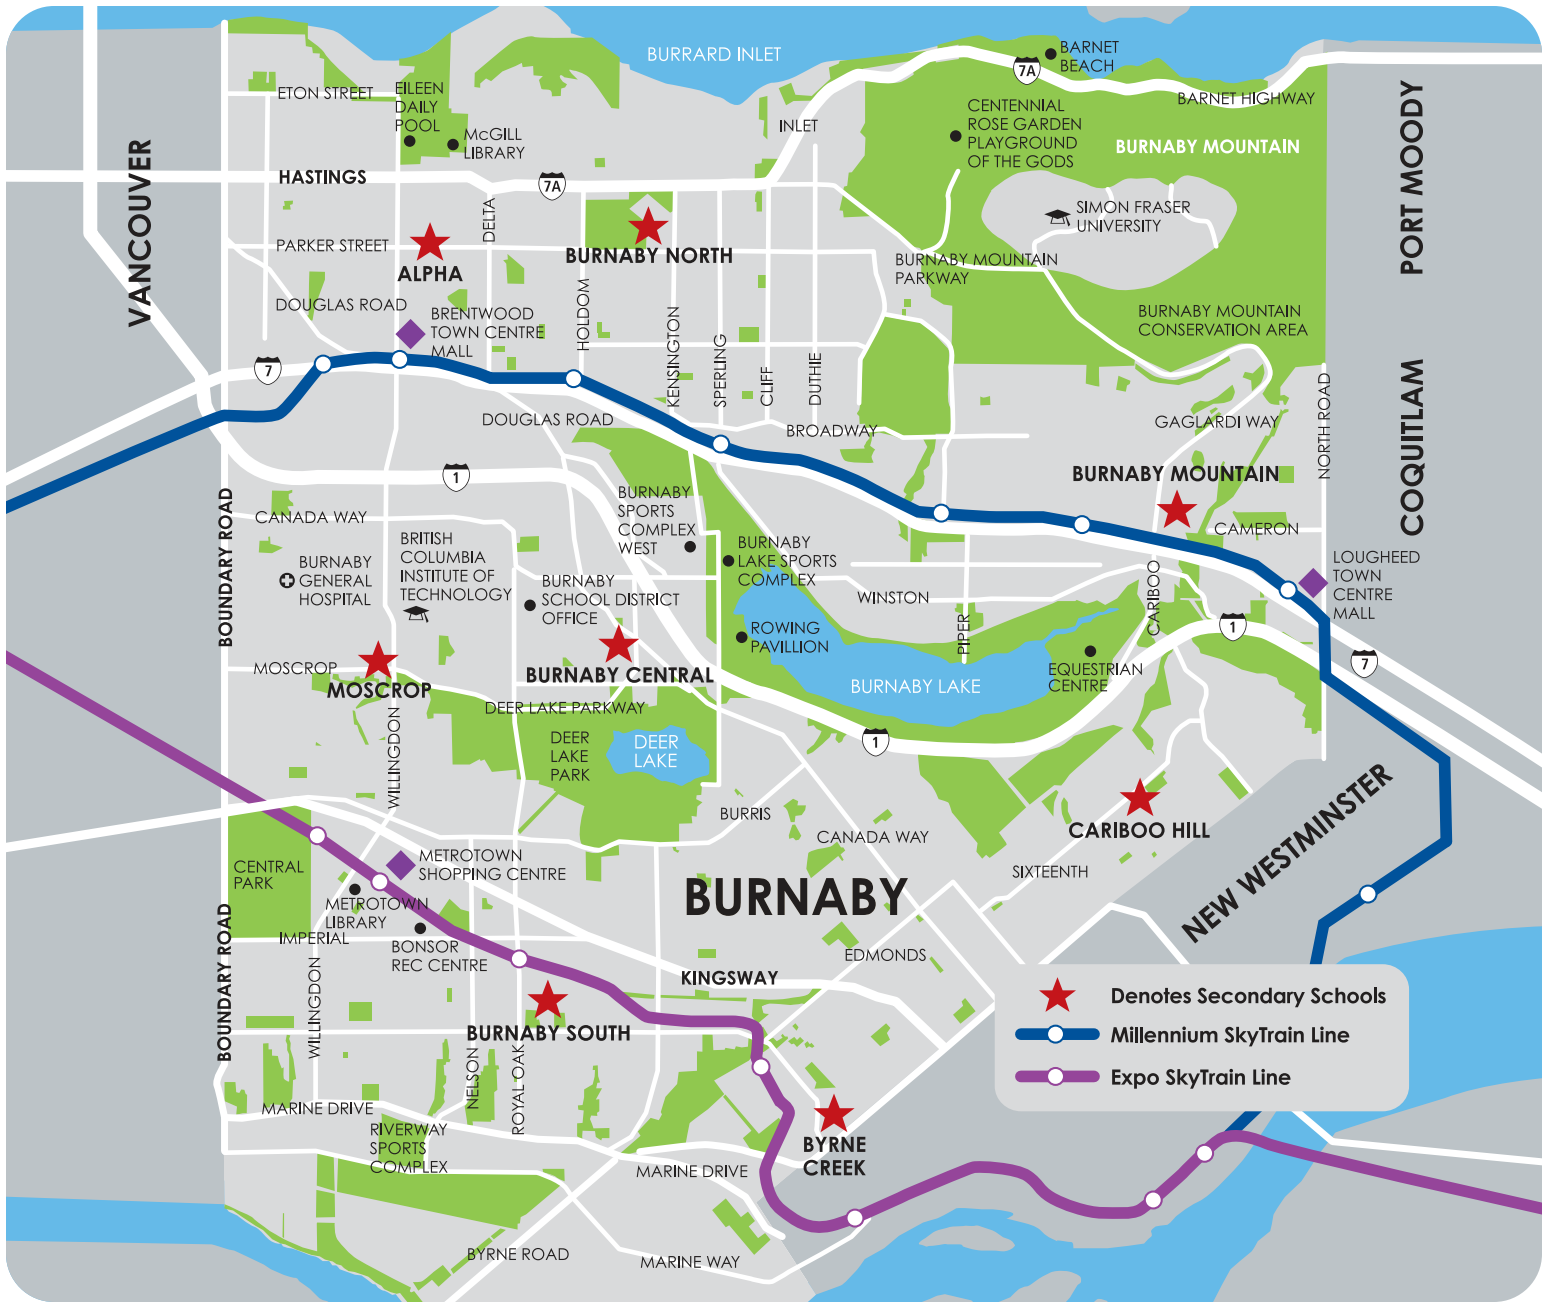 BURRARD INLET
BARNET
BEACH
7A
ETON STREET
EILEEN
DAILY
POOL
McGILL
LIBRARY
INLET
CENTENNIAL
ROSE GARDEN
PLAYGROUND
OF THE GODS
BARNET HIGHWAY
BURNABY MOUNTAIN
PORT MOODY
VANCOUVER
HASTINGS
7A
DELTA
SIMON FRASER
UNIVERSITY
PARKER STREET
ALPHA
BURNABY NORTH
BURNABY MOUNTAIN
PARKWAY
DOUGLAS ROAD
BRENTWOOD
TOWN CENTRE
MALL
HOLDOM
KENSINGTON
SPERLING
CLIFF
DUTHIE
BURNABY MOUNTAIN
CONSERVATION AREA
7
DOUGLAS ROAD
BROADWAY
GAGLARDI WAY
NORTH ROAD
COQUITLAM
1
BURNABY MOUNTAIN
BOUNDARY ROAD
CANADA WAY
BURNABY
GENERAL
HOSPITAL
BRITISH
COLUMBIA
INSTITUTE OF
TECHNOLOGY
BURNABY
SPORTS
COMPLEX
WEST
BURNABY
LAKE SPORTS
COMPLEX
CAMERON
BURNABY
SCHOOL DISTRICT
OFFICE
WINSTON
PIPER
CARIBOO
LOUGHEED
TOWN
CENTRE
MALL
1
7
ROWING
PAVILLION
MOSCROP
MOSCROP
BURNABY CENTRAL
BURNABY LAKE
EQUESTRIAN
CENTRE
DEER LAKE PARKWAY
WILLINGDON
DEER
LAKE
PARK
DEER
LAKE
1
BURRIS
CANADA WAY
CARIBOO HILL
NEW WESTMINSTER
CENTRAL
PARK
METROTOWN
SHOPPING CENTRE
SIXTEENTH
BURNABY
METROTOWN
LIBRARY
IMPERIAL
BONSOR
REC CENTRE
BOUNDARY ROAD
WILLINGDON
EDMONDS
KINGSWAY
BURNABY SOUTH
NELSON
ROYAL OAK
Denotes Secondary Schools
Millennium SkyTrain Line
Expo SkyTrain Line
MARINE DRIVE
RIVERWAY
SPORTS
COMPLEX
BYRNE
CREEK
MARINE DRIVE
BYRNE ROAD
MARINE WAY